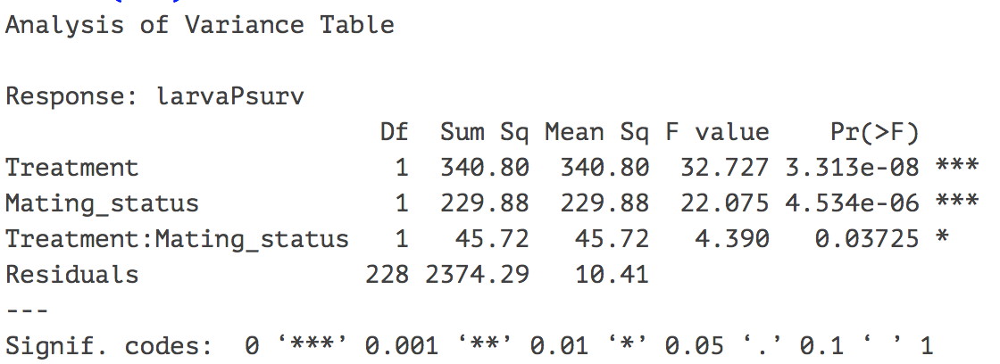 Analysis of Variance Table
Response: larvaPsurv
Df Sum Sq Mean Sq F value Pr(>F)
Treatment 1 340.80 340.80 32.727 3.313e-08 ***
Mating_status 1 229.88 229.88 22.075 4.534e-06 ***
Treatment:Mating_status 1 45.72 45.72 4.390 0.03725 *
Residuals 228 2374.29 10.41
---
Signif. codes: 0 ‘***’ 0.001 ‘**’ 0.01 ‘*’ 0.05 ‘.’ 0.1 ‘ ’ 1